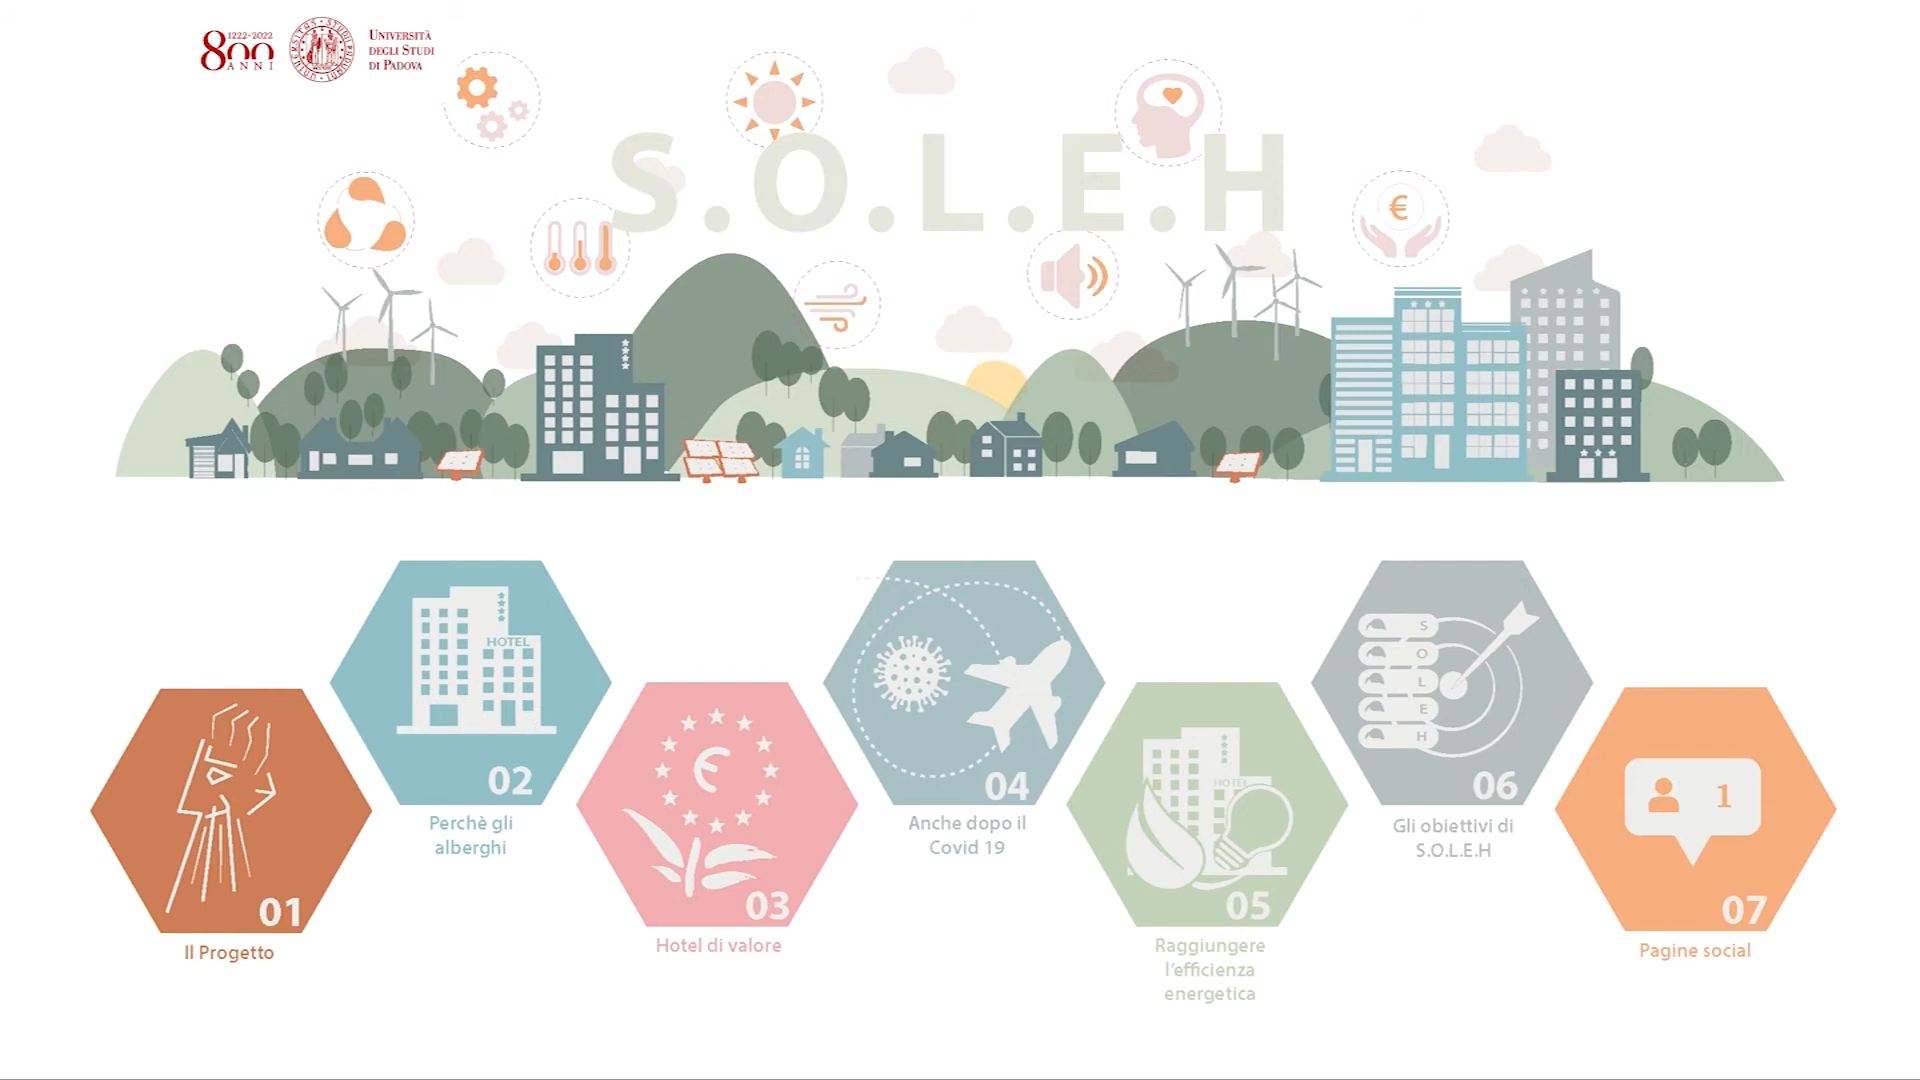 1222-2022
800
ANNI
UNIVERSITÀ
DEGLI STUDI
DI PADOVA
S.O.L.E.H
€
HOTEL
02
Perchè gli
alberghi
04
Anche dopo il
Covid 19
S
O
L
E
H
06
Gli obiettivi di
S.O.L.E.H
01
Il Progetto
€
03
Hotel di valore
HOTEL
05
Raggiungere
l'efficienza
energetica
1
07
Pagine social